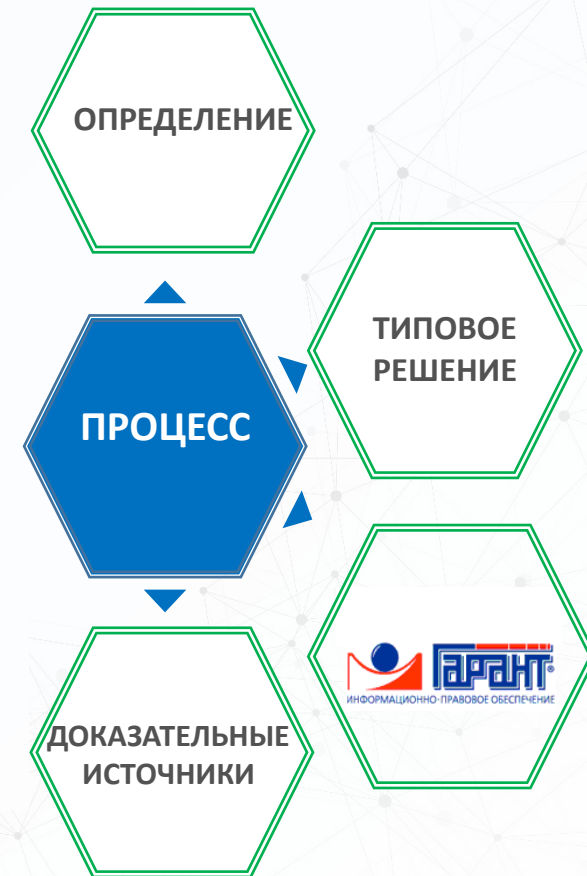 ОПРЕДЕЛЕНИЕ
ТИПОВОЕ
РЕШЕНИЕ
ПРОЦЕСС
ГАРАНТ®
ИНФОРМАЦИОННО-ПРАВОВОЕ ОБЕСПЕЧЕНИЕ
ДОКАЗАТЕЛЬНЫЕ
ИСТОЧНИКИ